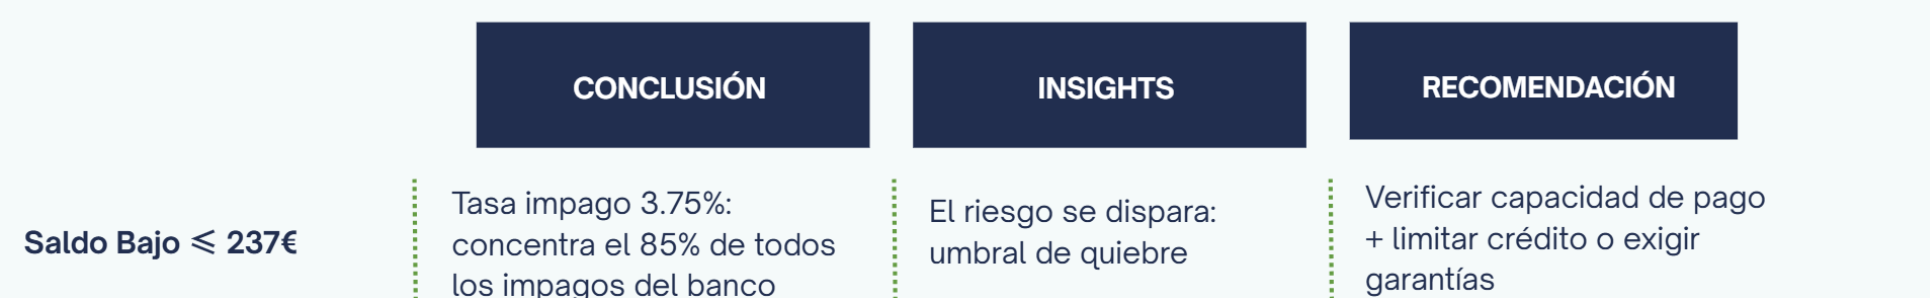 CONCLUSIÓN
INSIGHTS
RECOMENDACIÓN
Saldo Bajo ⩽ 237€
Tasa impago 3.75%:
concentra el 85% de todos
los impagos del banco
El riesgo se dispara:
umbral de quiebre
Verificar capacidad de pago
+ limitar crédito o exigir
garantías